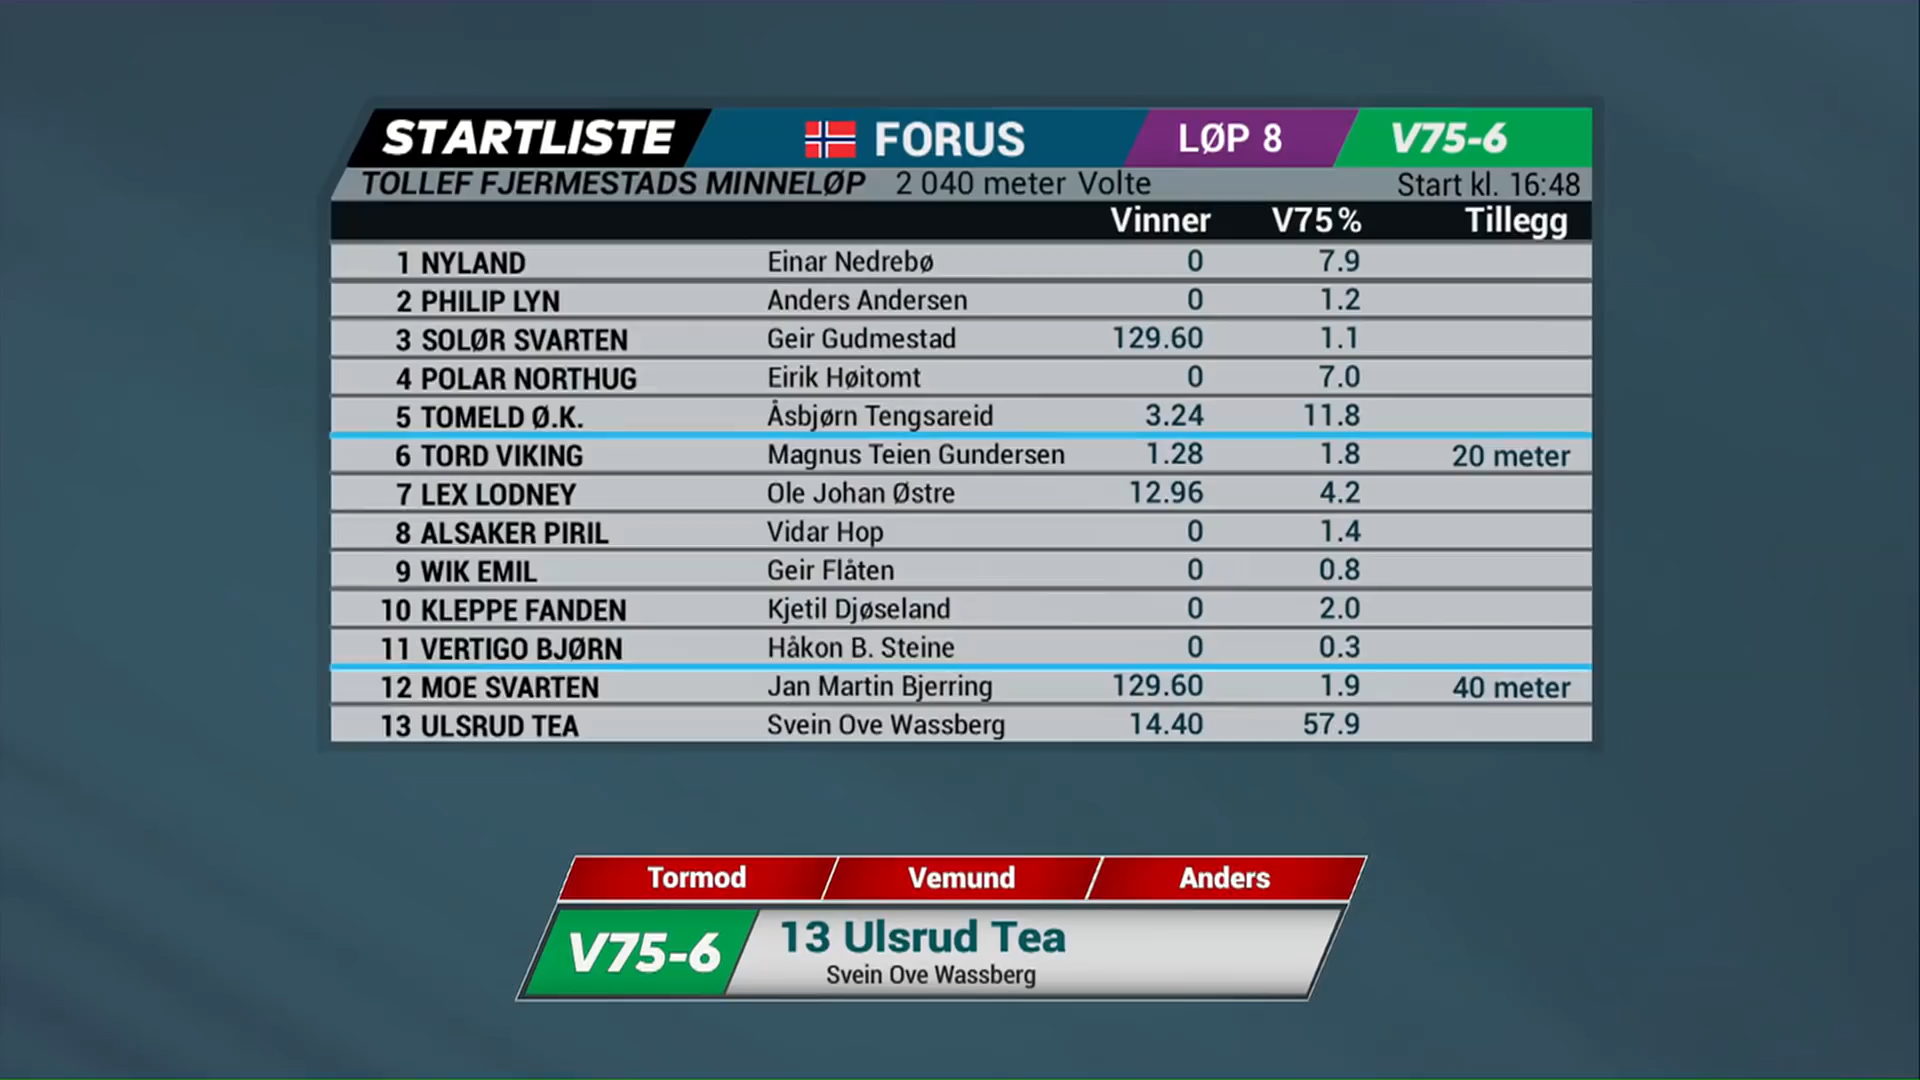 STARTLISTE FORUS LØP 8 V75-6
TOLLEF FJERMESTADS MINNELØP 2 040 meter Volte Start kl. 16:48
Vinner V75% Tillegg
1 NYLAND Einar Nedrebø 0 7.9
2 PHILIP LYN Anders Andersen 0 1.2
3 SOLØR SVARTEN Geir Gudmestad 129.60 1.1
4 POLAR NORTHUG Eirik Høitomt 0 7.0
5 TOMELD Ø.K. Åsbjørn Tengsareid 3.24 11.8
6 TORD VIKING Magnus Teien Gundersen 1.28 1.8 20 meter
7 LEX LODNEY Ole Johan Østre 12.96 4.2
8 ALSAKER PIRIL Vidar Hop 0 1.4
9 WIK EMIL Geir Flåten 0 0.8
10 KLEPPE FANDEN Kjetil Djøseland 0 2.0
11 VERTIGO BJØRN Håkon B. Steine 0 0.3
12 MOE SVARTEN Jan Martin Bjerring 129.60 1.9 40 meter
13 ULSRUD TEA Svein Ove Wassberg 14.40 57.9
Tormod Vemund Anders
V75-6 13 Ulsrud Tea
Svein Ove Wassberg